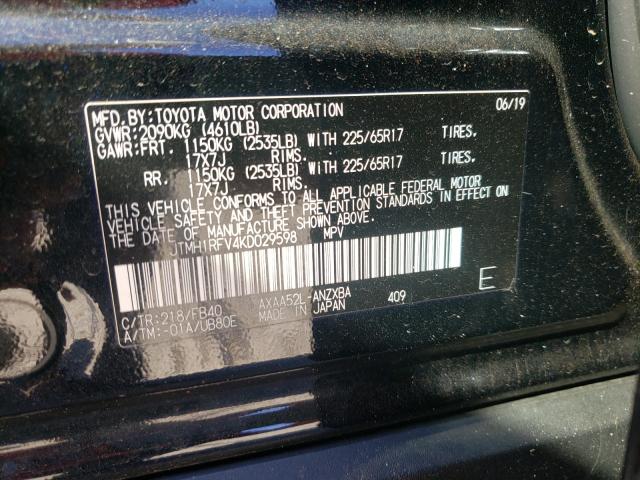 MFD. BY: TOYOTA MOTOR CORPORATION 06/19
GVWR: 2090KG (4610LB)
GAWR: FRT. 1150KG (2535LB) WITH 225/65R17 TIRES,
17X7J RIMS.
RR. 1150KG (2535LB) WITH 225/65R17 TIRES,
17X7J RIMS.
THIS VEHICLE CONFORMS TO ALL APPLICABLE FEDERAL MOTOR
VEHICLE SAFETY AND THEFT PREVENTION STANDARDS IN EFFECT ON
THE DATE OF MANUFACTURE SHOWN ABOVE.
JTMH1RFV4KD029598 MPV
C/TR: 218/FB40 AXAA52L-ANZXBA 409 E
A/TM: -01A/UB80E MADE IN JAPAN